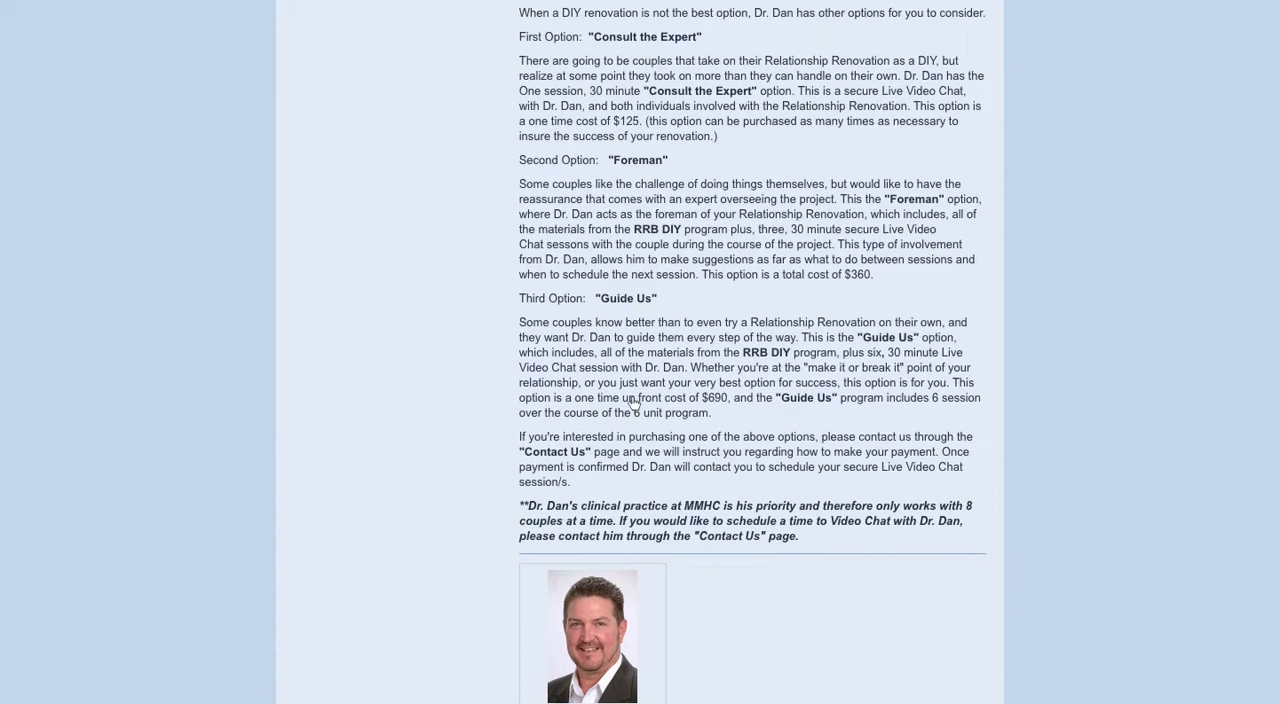 When a DIY renovation is not the best option, Dr. Dan has other options for you to consider.
First Option:  "Consult the Expert"
There are going to be couples that take on their Relationship Renovation as a DIY, but
realize at some point they took on more than they can handle on their own. Dr. Dan has the
One session, 30 minute "Consult the Expert" option. This is a secure Live Video Chat,
with Dr. Dan, and both individuals involved with the Relationship Renovation. This option is
a one time cost of $125. (this option can be purchased as many times as necessary to
insure the success of your renovation.)
Second Option:   "Foreman"
Some couples like the challenge of doing things themselves, but would like to have the
reassurance that comes with an expert overseeing the project. This the "Foreman" option,
where Dr. Dan acts as the foreman of your Relationship Renovation, which includes, all of
the materials from the RRB DIY program plus, three, 30 minute secure Live Video
Chat sessons with the couple during the course of the project. This type of involvement
from Dr. Dan, allows him to make suggestions as far as what to do between sessions and
when to schedule the next session. This option is a total cost of $360.
Third Option:   "Guide Us"
Some couples know better than to even try a Relationship Renovation on their own, and
they want Dr. Dan to guide them every step of the way. This is the "Guide Us" option,
which includes, all of the materials from the RRB DIY program, plus six, 30 minute Live
Video Chat session with Dr. Dan. Whether you're at the "make it or break it" point of your
relationship, or you just want your very best option for success, this option is for you. This
option is a one time up front cost of $690, and the "Guide Us" program includes 6 session
over the course of the 6 unit program.
If you're interested in purchasing one of the above options, please contact us through the
"Contact Us" page and we will instruct you regarding how to make your payment. Once
payment is confirmed Dr. Dan will contact you to schedule your secure Live Video Chat
session/s.
**Dr. Dan's clinical practice at MMHC is his priority and therefore only works with 8
couples at a time. If you would like to schedule a time to Video Chat with Dr. Dan,
please contact him through the "Contact Us" page.